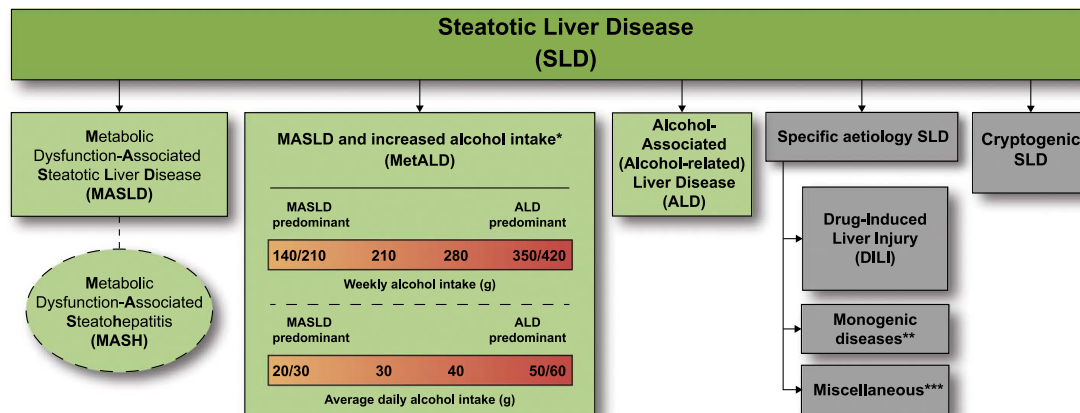 Steatotic Liver Disease
(SLD)
Metabolic
Dysfunction-Associated
Steatotic Liver Disease
(MASLD)
Metabolic
Dysfunction-Associated
Steatohepatitis
(MASH)
MASLD and increased alcohol intake*
(MetALD)
MASLD
predominant
ALD
predominant
140/210 210 280 350/420
Weekly alcohol intake (g)
MASLD
predominant
ALD
predominant
20/30 30 40 50/60
Average daily alcohol intake (g)
Alcohol-
Associated
(Alcohol-related)
Liver Disease
(ALD)
Specific aetiology SLD
Drug-Induced
Liver Injury
(DILI)
Monogenic
diseases**
Miscellaneous***
Cryptogenic
SLD